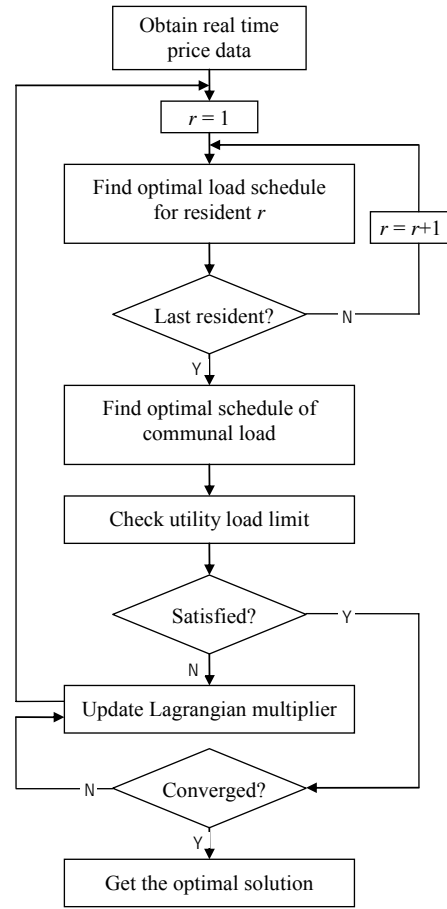 Obtain real time
price data
r = 1
Find optimal load schedule
for resident r
r = r+1
Last resident?
N
Y
Find optimal schedule of
communal load
Check utility load limit
Satisfied?
Y
N
Update Lagrangian multiplier
Converged?
N
Y
Get the optimal solution